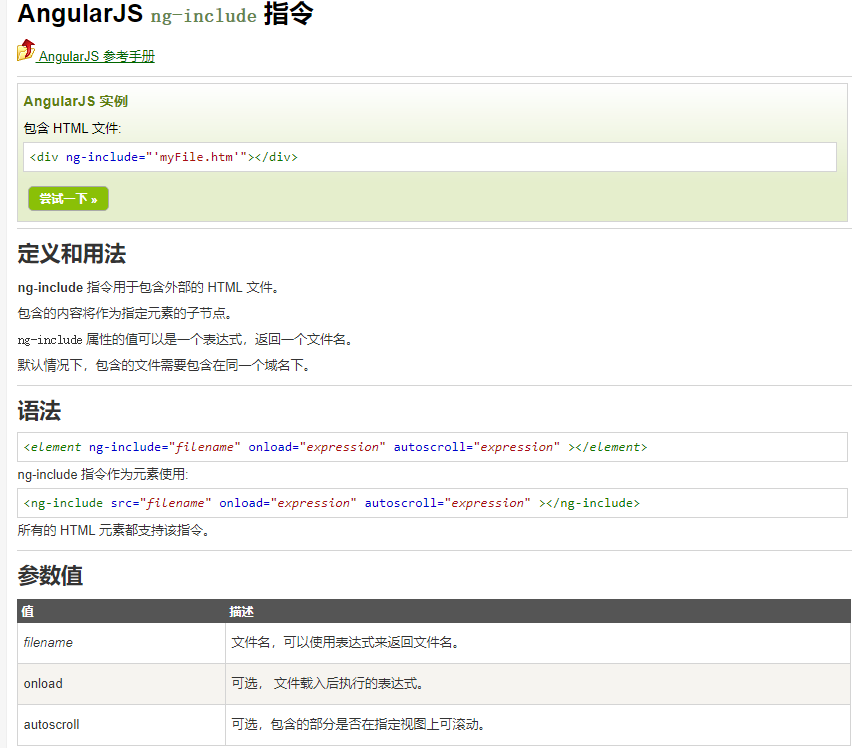 AngularJS ng-include 指令
AngularJS 参考手册
AngularJS 实例
包含 HTML 文件:
<div ng-include="'myFile.htm'"></div>
尝试一下 »
定义和用法
ng-include 指令用于包含外部的 HTML 文件。
包含的内容将作为指定元素的子节点。
ng-include 属性的值可以是一个表达式，返回一个文件名。
默认情况下，包含的文件需要包含在同一个域名下。
语法
<element ng-include="filename" onload="expression" autoscroll="expression" ></element>
ng-include 指令作为元素使用:
<ng-include src="filename" onload="expression" autoscroll="expression" ></ng-include>
所有的 HTML 元素都支持该指令。
参数值
值 描述
filename 文件名，可以使用表达式来返回文件名。
onload 可选， 文件载入后执行的表达式。
autoscroll 可选，包含的部分是否在指定视图上可滚动。